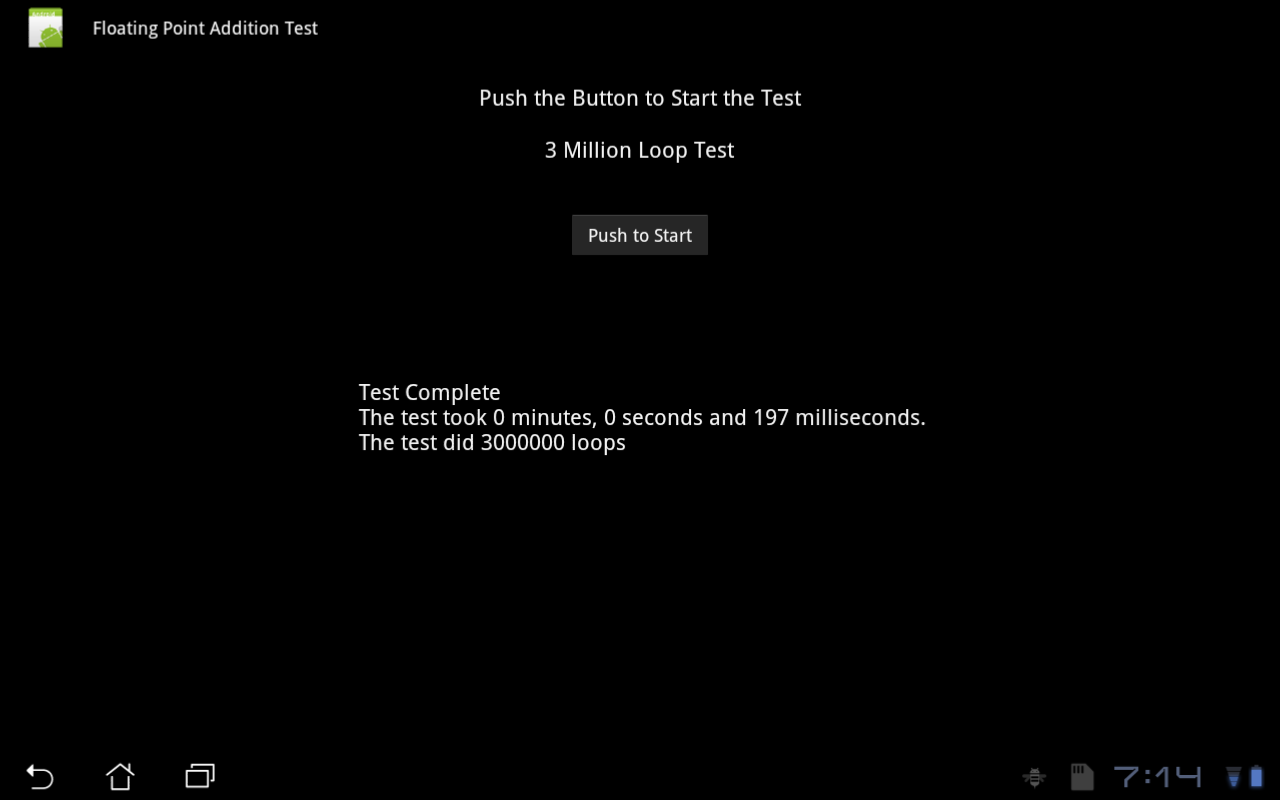 Floating Point Addition Test
Push the Button to Start the Test
3 Million Loop Test
Push to Start
Test Complete
The test took 0 minutes, 0 seconds and 197 milliseconds.
The test did 3000000 loops
7:14